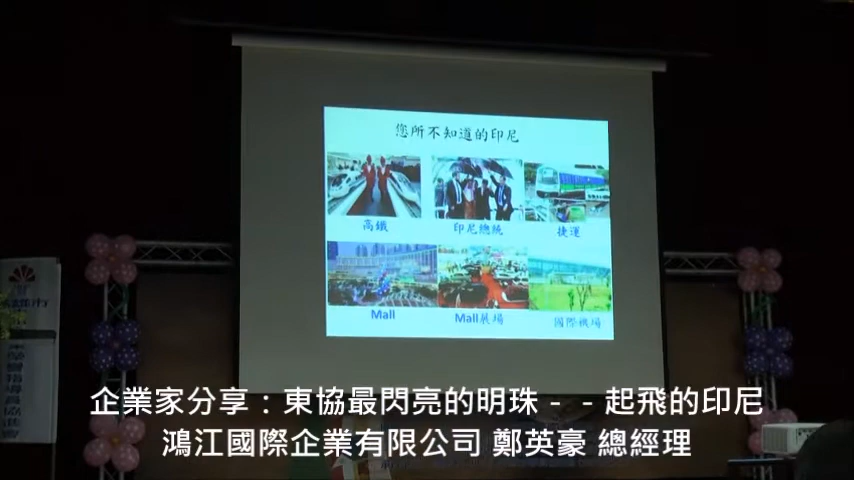 您所不知道的印尼
高鐵
印尼總統
捷運
Mall
Mall展場
國際機場
企業家分享：東協最閃亮的明珠－－起飛的印尼
鴻江國際企業有限公司 鄭英豪 總經理